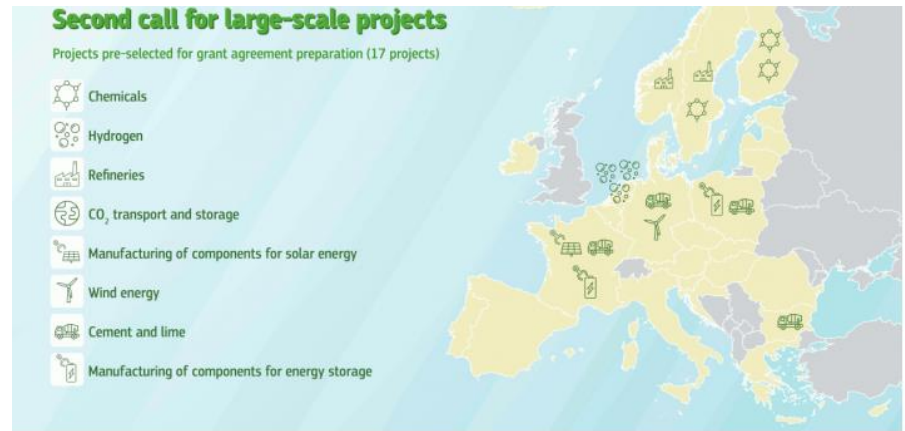 Second call for large-scale projects
Projects pre-selected for grant agreement preparation (17 projects)
Chemicals
Hydrogen
Refineries
CO₂ transport and storage
Manufacturing of components for solar energy
Wind energy
Cement and lime
Manufacturing of components for energy storage